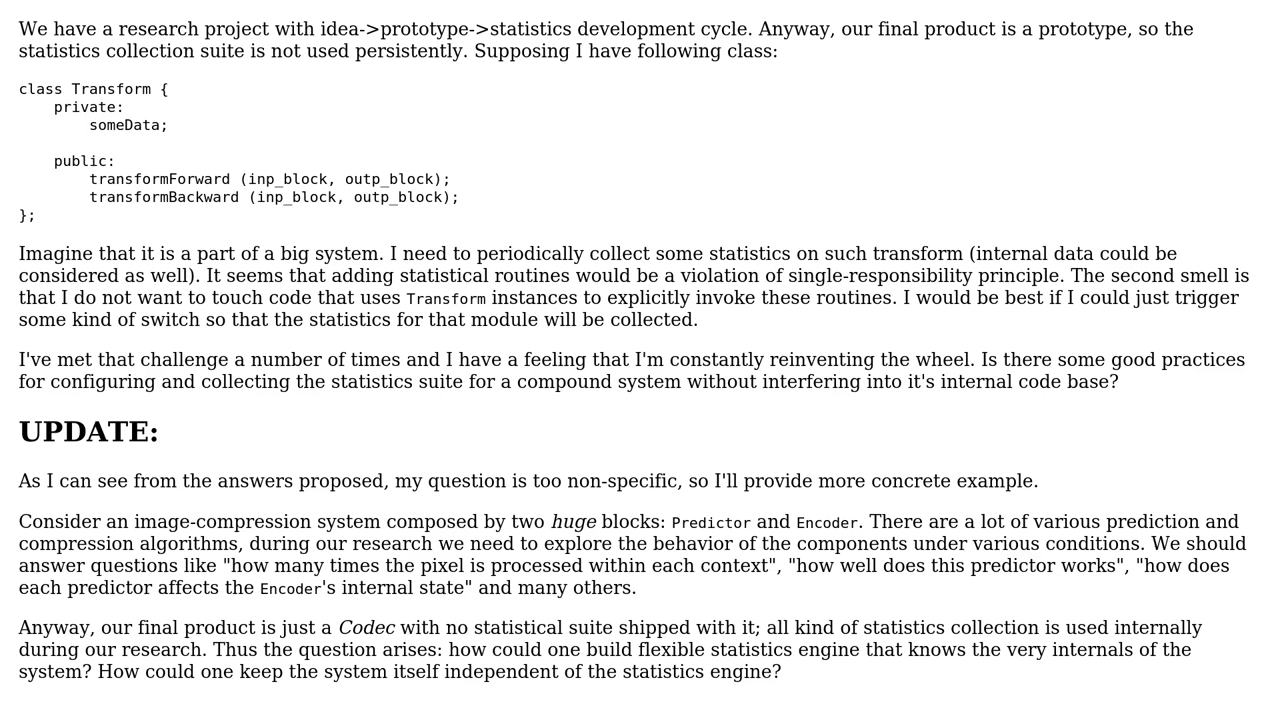 We have a research project with idea->prototype->statistics development cycle. Anyway, our final product is a prototype, so the
statistics collection suite is not used persistently. Supposing I have following class:
class Transform {
    private:
        someData;

    public:
        transformForward (inp_block, outp_block);
        transformBackward (inp_block, outp_block);
};
Imagine that it is a part of a big system. I need to periodically collect some statistics on such transform (internal data could be
considered as well). It seems that adding statistical routines would be a violation of single-responsibility principle. The second smell is
that I do not want to touch code that uses Transform instances to explicitly invoke these routines. I would be best if I could just trigger
some kind of switch so that the statistics for that module will be collected.
I've met that challenge a number of times and I have a feeling that I'm constantly reinventing the wheel. Is there some good practices
for configuring and collecting the statistics suite for a compound system without interfering into it's internal code base?
UPDATE:
As I can see from the answers proposed, my question is too non-specific, so I'll provide more concrete example.
Consider an image-compression system composed by two huge blocks: Predictor and Encoder. There are a lot of various prediction and
compression algorithms, during our research we need to explore the behavior of the components under various conditions. We should
answer questions like "how many times the pixel is processed within each context", "how well does this predictor works", "how does
each predictor affects the Encoder's internal state" and many others.
Anyway, our final product is just a Codec with no statistical suite shipped with it; all kind of statistics collection is used internally
during our research. Thus the question arises: how could one build flexible statistics engine that knows the very internals of the
system? How could one keep the system itself independent of the statistics engine?